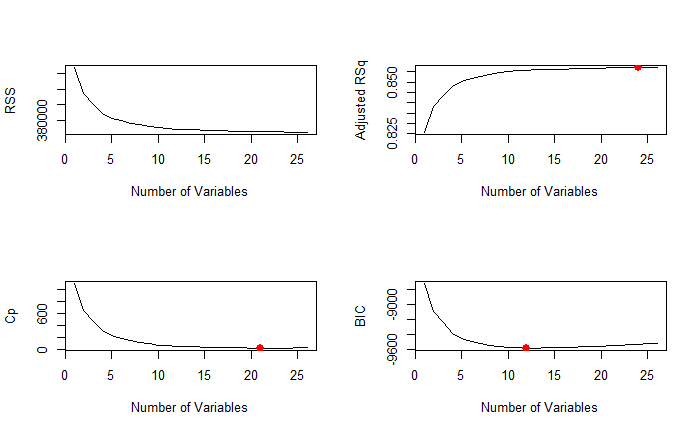 RSS
380000
0 5 10 15 20 25
Number of Variables
Adjusted RSq
0.825 0.850
0 5 10 15 20 25
Number of Variables
Cp
0 600
0 5 10 15 20 25
Number of Variables
BIC
-9600 -9000
0 5 10 15 20 25
Number of Variables